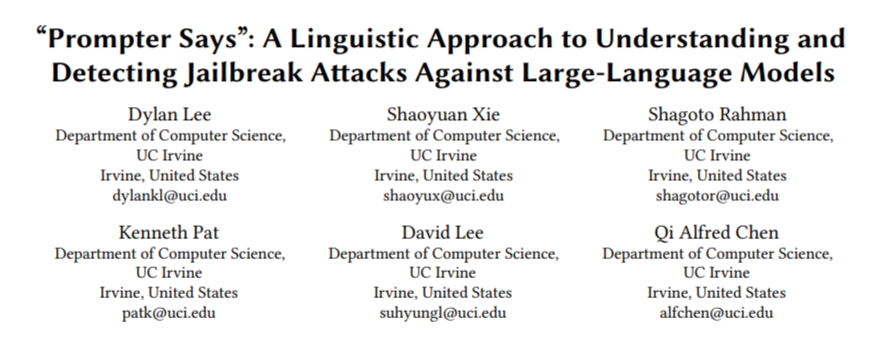 “Prompter Says”: A Linguistic Approach to Understanding and
Detecting Jailbreak Attacks Against Large-Language Models
Dylan Lee
Department of Computer Science,
UC Irvine
Irvine, United States
dylankl@uci.edu
Shaoyuan Xie
Department of Computer Science,
UC Irvine
Irvine, United States
shaoyux@uci.edu
Shagoto Rahman
Department of Computer Science,
UC Irvine
Irvine, United States
shagotor@uci.edu
Kenneth Pat
Department of Computer Science,
UC Irvine
Irvine, United States
patk@uci.edu
David Lee
Department of Computer Science,
UC Irvine
Irvine, United States
suhyungl@uci.edu
Qi Alfred Chen
Department of Computer Science,
UC Irvine
Irvine, United States
alfchen@uci.edu